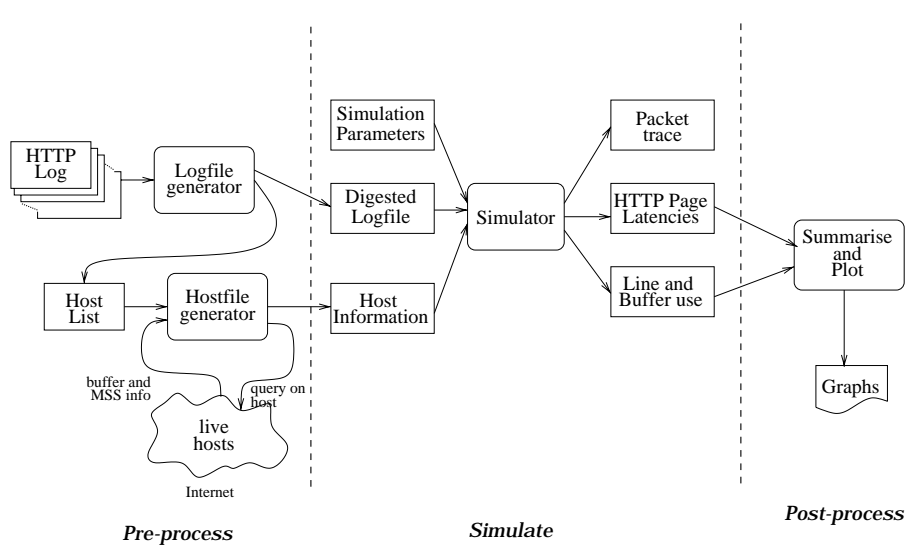 HTTP
Log
Logfile
generator
Host
List
Hostfile
generator
buffer and
MSS info
query on
host
live
hosts
Internet
Pre-process
Simulation
Parameters
Digested
Logfile
Host
Information
Simulator
Packet
trace
HTTP Page
Latencies
Line and
Buffer use
Simulate
Summarise
and
Plot
Graphs
Post-process